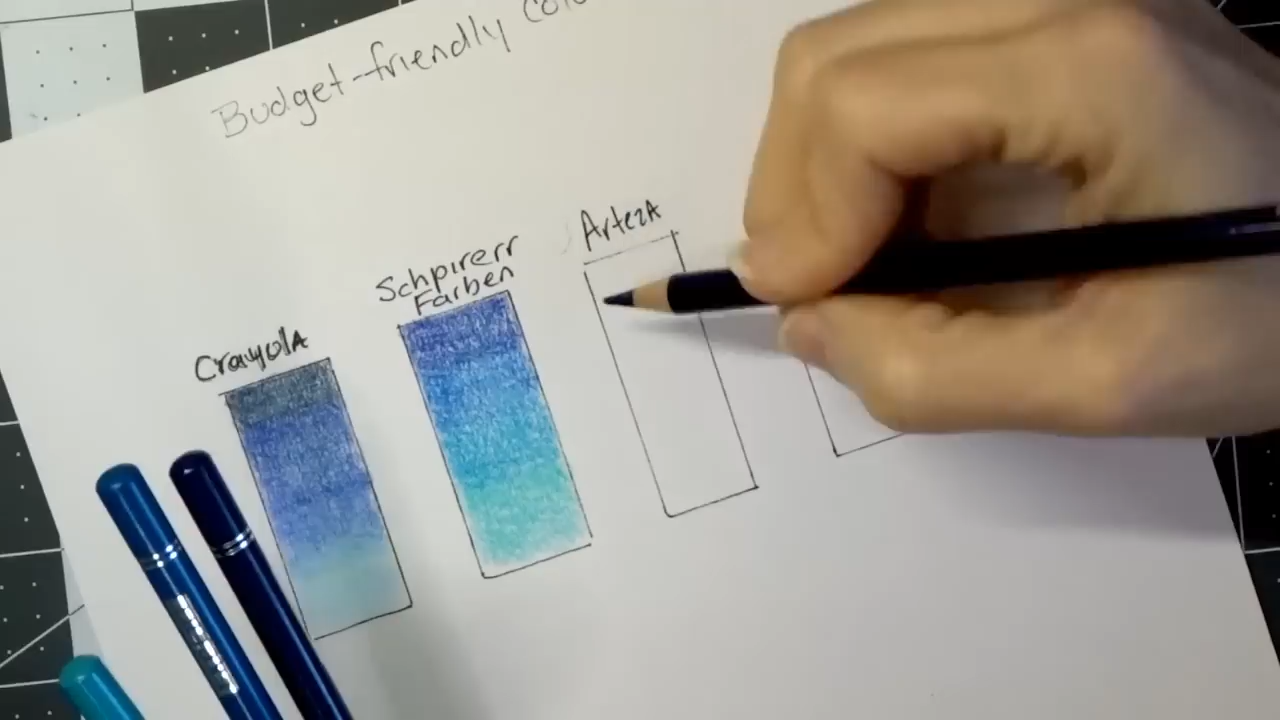 Budget-friendly
Crayola
Schpirerr
Farben
Arteza